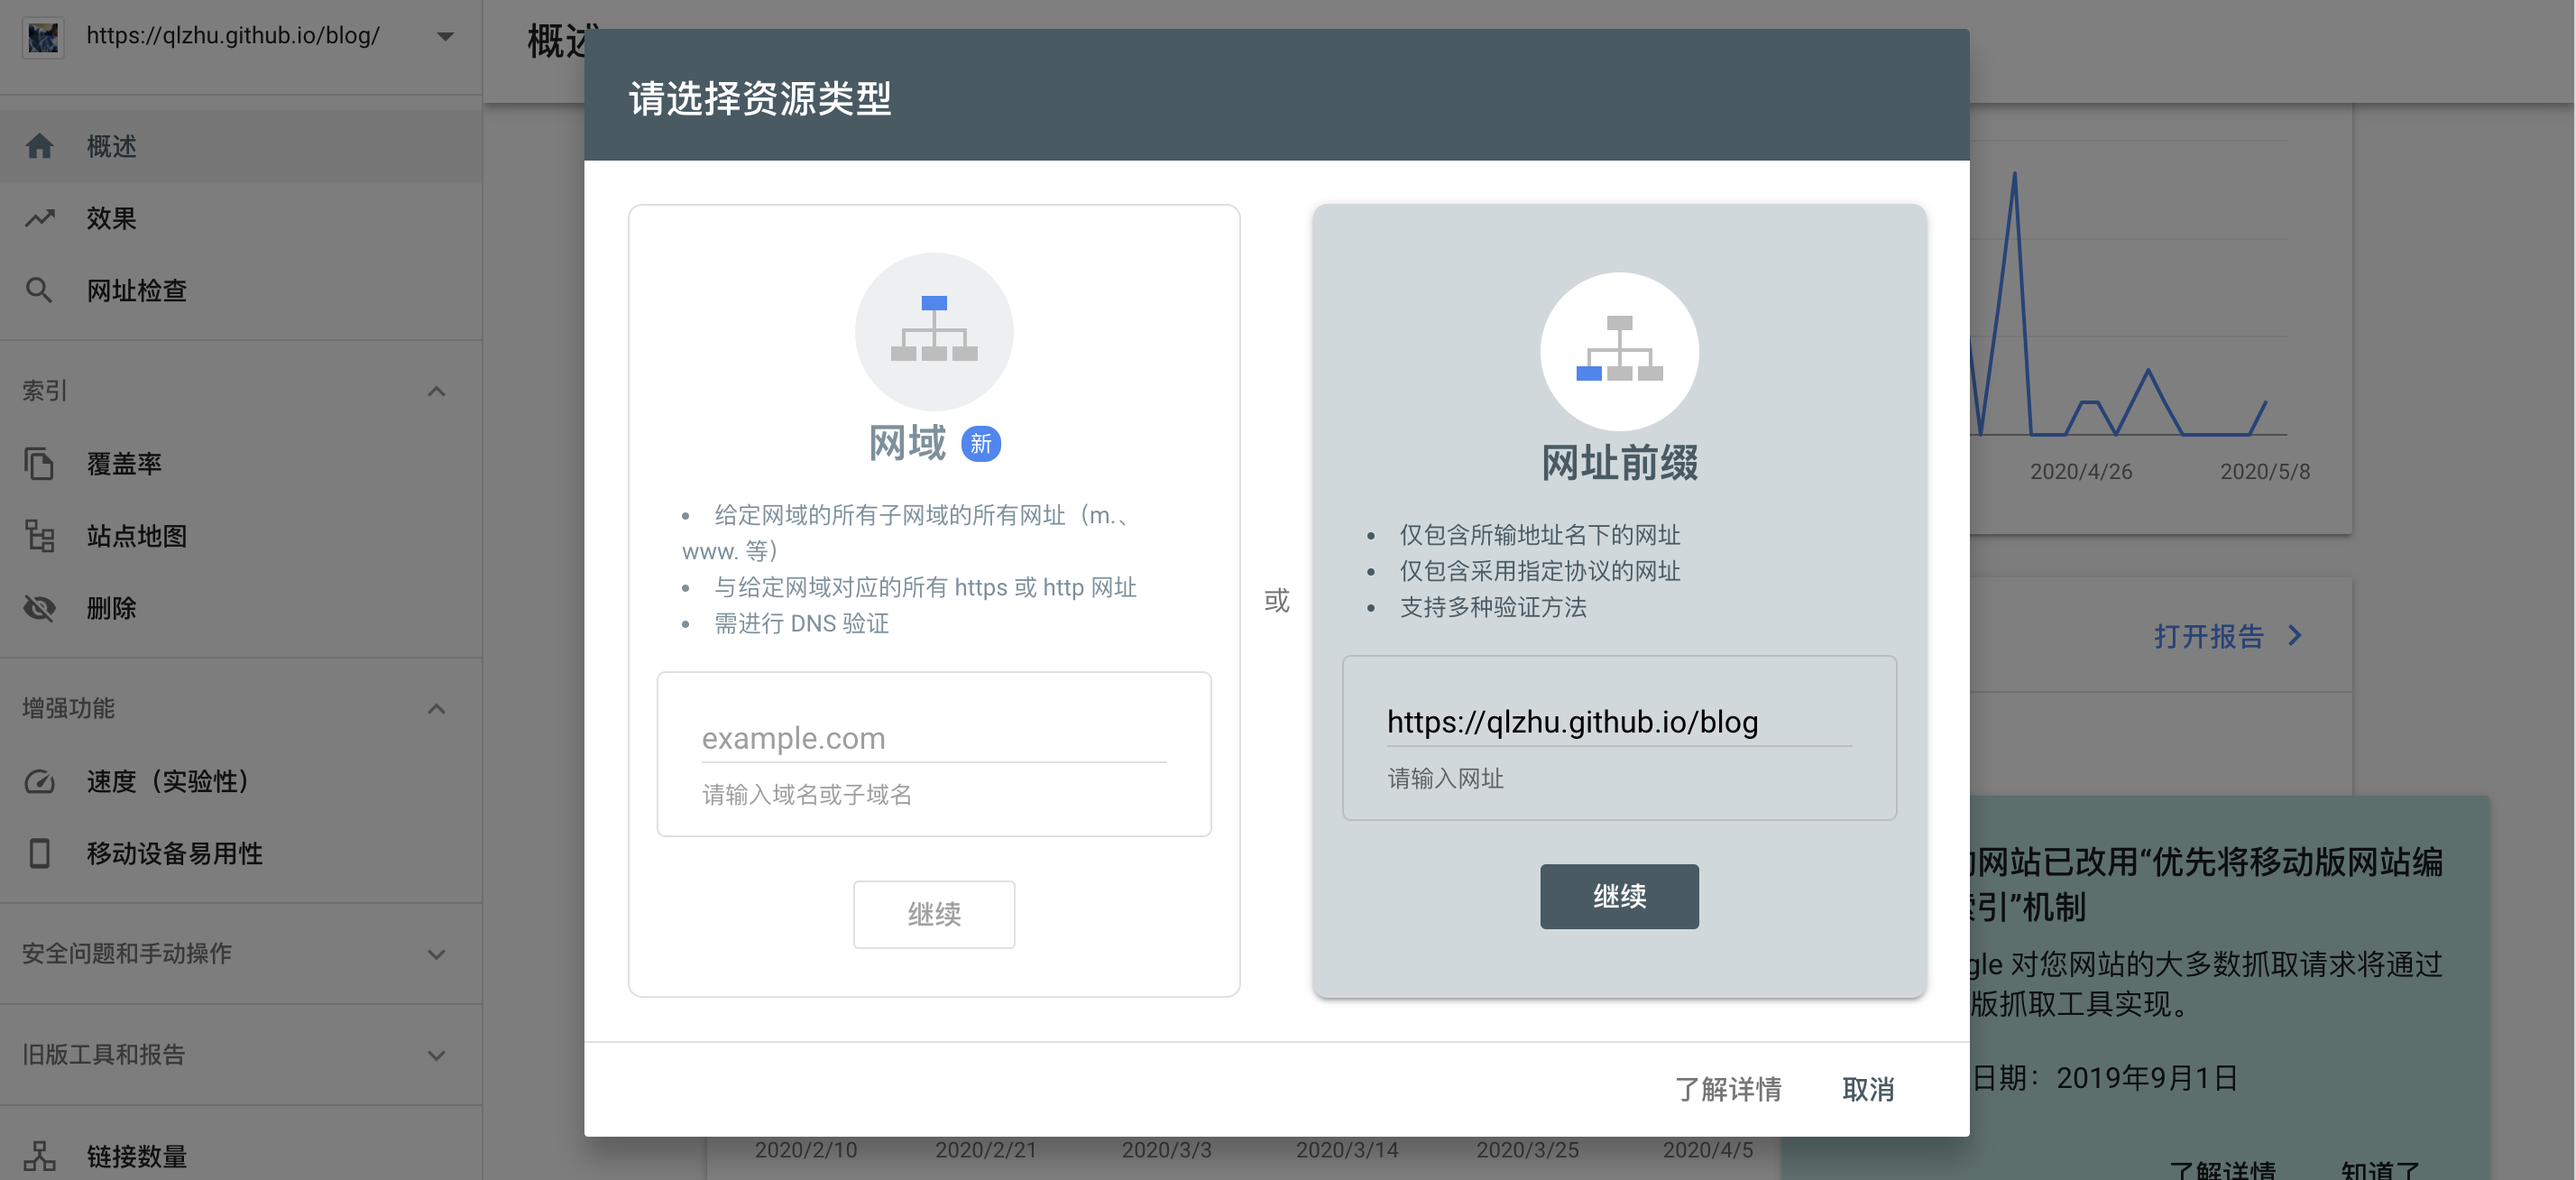 https://qlzhu.github.io/blog/
概述
效果
网址检查
索引
覆盖率
站点地图
删除
增强功能
速度（实验性）
移动设备易用性
安全问题和手动操作
旧版工具和报告
链接数量
概述
请选择资源类型
网域 新
给定网域的所有子网域的所有网址（m.、
www. 等）
与给定网域对应的所有 https 或 http 网址
需进行 DNS 验证
example.com
请输入域名或子域名
继续
或
网址前缀
仅包含所输地址名下的网址
仅包含采用指定协议的网址
支持多种验证方法
https://qlzhu.github.io/blog
请输入网址
继续
了解详情 取消
2020/4/26 2020/5/8
打开报告
网站已改用“优先将移动版网站编
引”机制
gle 对您网站的大多数抓取请求将通过
版抓取工具实现。
日期：2019年9月1日
了解详情 知道了
2020/2/10 2020/2/21 2020/3/3 2020/3/14 2020/3/25 2020/4/5